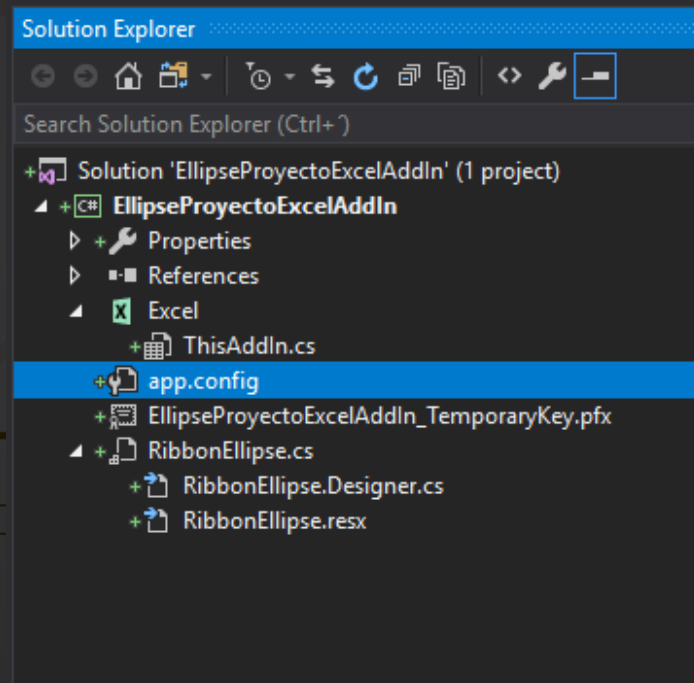 Solution Explorer
Search Solution Explorer (Ctrl+´)
Solution 'EllipseProyectoExcelAddIn' (1 project)
C# EllipseProyectoExcelAddIn
Properties
References
Excel
ThisAddIn.cs
app.config
EllipseProyectoExcelAddIn_TemporaryKey.pfx
RibbonEllipse.cs
RibbonEllipse.Designer.cs
RibbonEllipse.resx